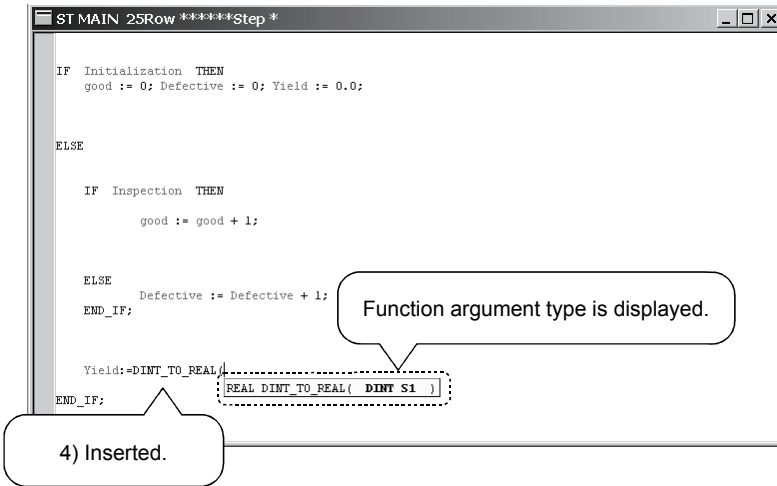 ST MAIN 25Row ******Step *
IF Initialization THEN
good := 0; Defective := 0; Yield := 0.0;
ELSE
IF Inspection THEN
good := good + 1;
ELSE
Defective := Defective + 1;
END_IF;
Function argument type is displayed.
Yield:=DINT_TO_REAL(
REAL DINT_TO_REAL( DINT S1 )
END_IF;
4) Inserted.